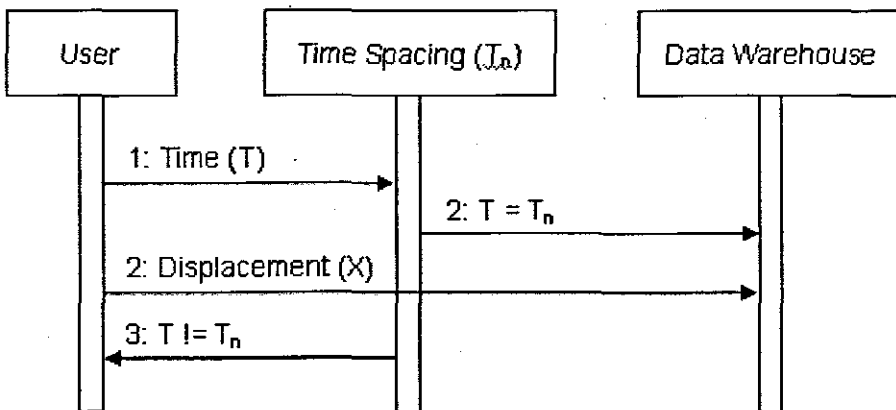 User
Time Spacing (Tₙ)
Data Warehouse
1: Time (T)
2: T = Tₙ
2: Displacement (X)
3: T != Tₙ